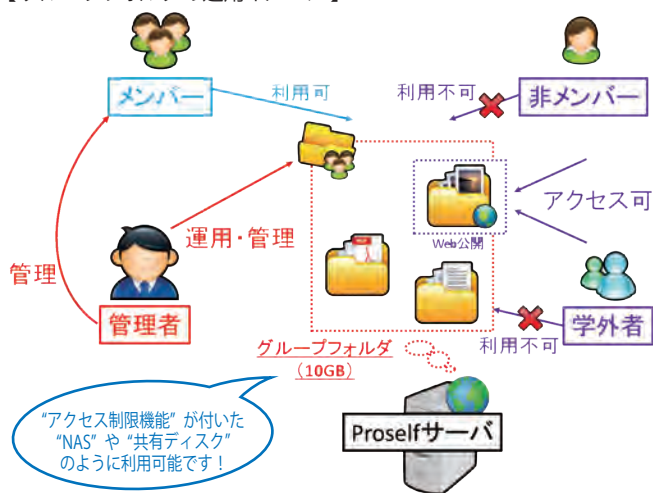 メンバー
利用可
利用不可
非メンバー
アクセス可
Web公開
運用・管理
管理
管理者
学外者
利用不可
グループフォルダ
（10GB）
Proselfサーバ
“アクセス制限機能” が付いた
“NAS” や “共有ディスク”
のように利用可能です！